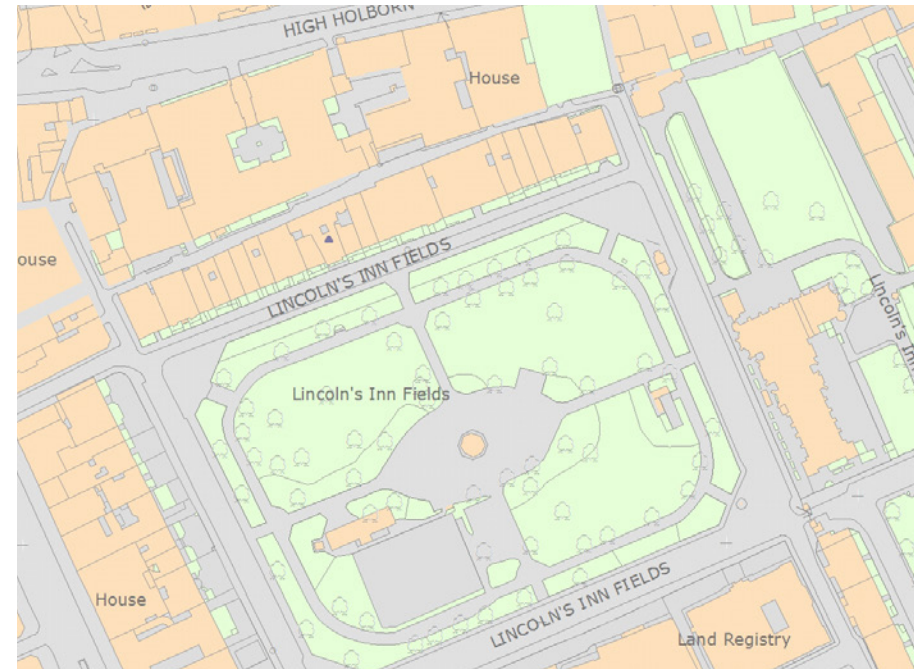 HIGH HOLBORN
House
ouse
LINCOLN'S INN FIELDS
Lincoln's Inn
Lincoln's Inn Fields
House
LINCOLN'S INN FIELDS
Land Registry